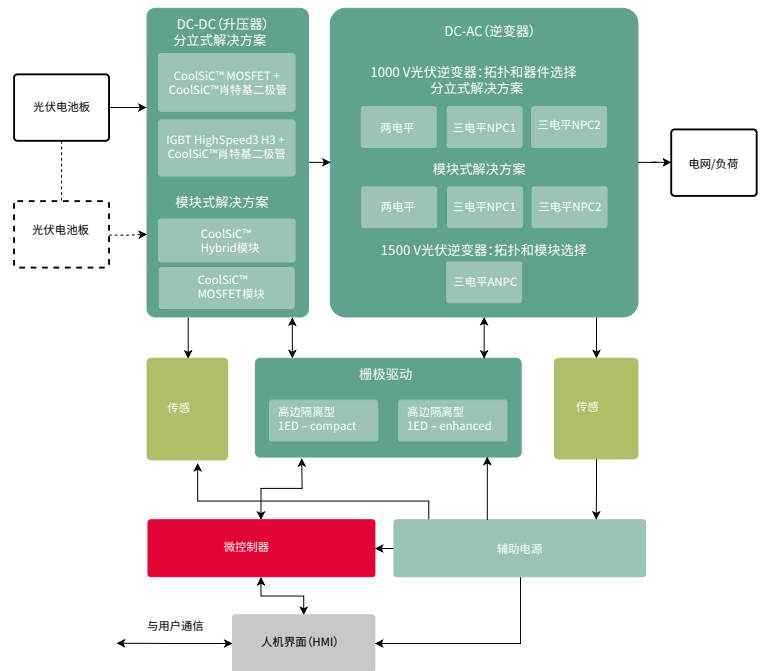 DC-DC（升压器）
分立式解决方案
CoolSiC™ MOSFET +
CoolSiC™肖特基二极管
IGBT HighSpeed3 H3 +
CoolSiC™肖特基二极管
模块式解决方案
CoolSiC™
Hybrid模块
CoolSiC™
MOSFET模块
光伏电池板
光伏电池板
DC-AC（逆变器）
1000 V光伏逆变器：拓扑和器件选择
分立式解决方案
两电平
三电平NPC1
三电平NPC2
模块式解决方案
两电平
三电平NPC1
三电平NPC2
1500 V光伏逆变器：拓扑和模块选择
三电平ANPC
电网/负荷
传感
栅极驱动
高边隔离型
1ED – compact
高边隔离型
1ED – enhanced
传感
微控制器
辅助电源
与用户通信
人机界面（HMI）